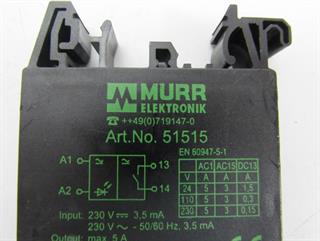 MURR
ELEKTRONIK
☎ ++49(0)719147-0
Art.No. 51515
EN 60947-5-1
A1 13
A2 14
V AC1 AC15 DC13
24 5 3 1,5
110 5 3 0,3
230 5 3 0,15
Input: 230 V ⎓ 3,5 mA
230 V ~ - 50/60 Hz, 3,5 mA
Output: max. 5 A